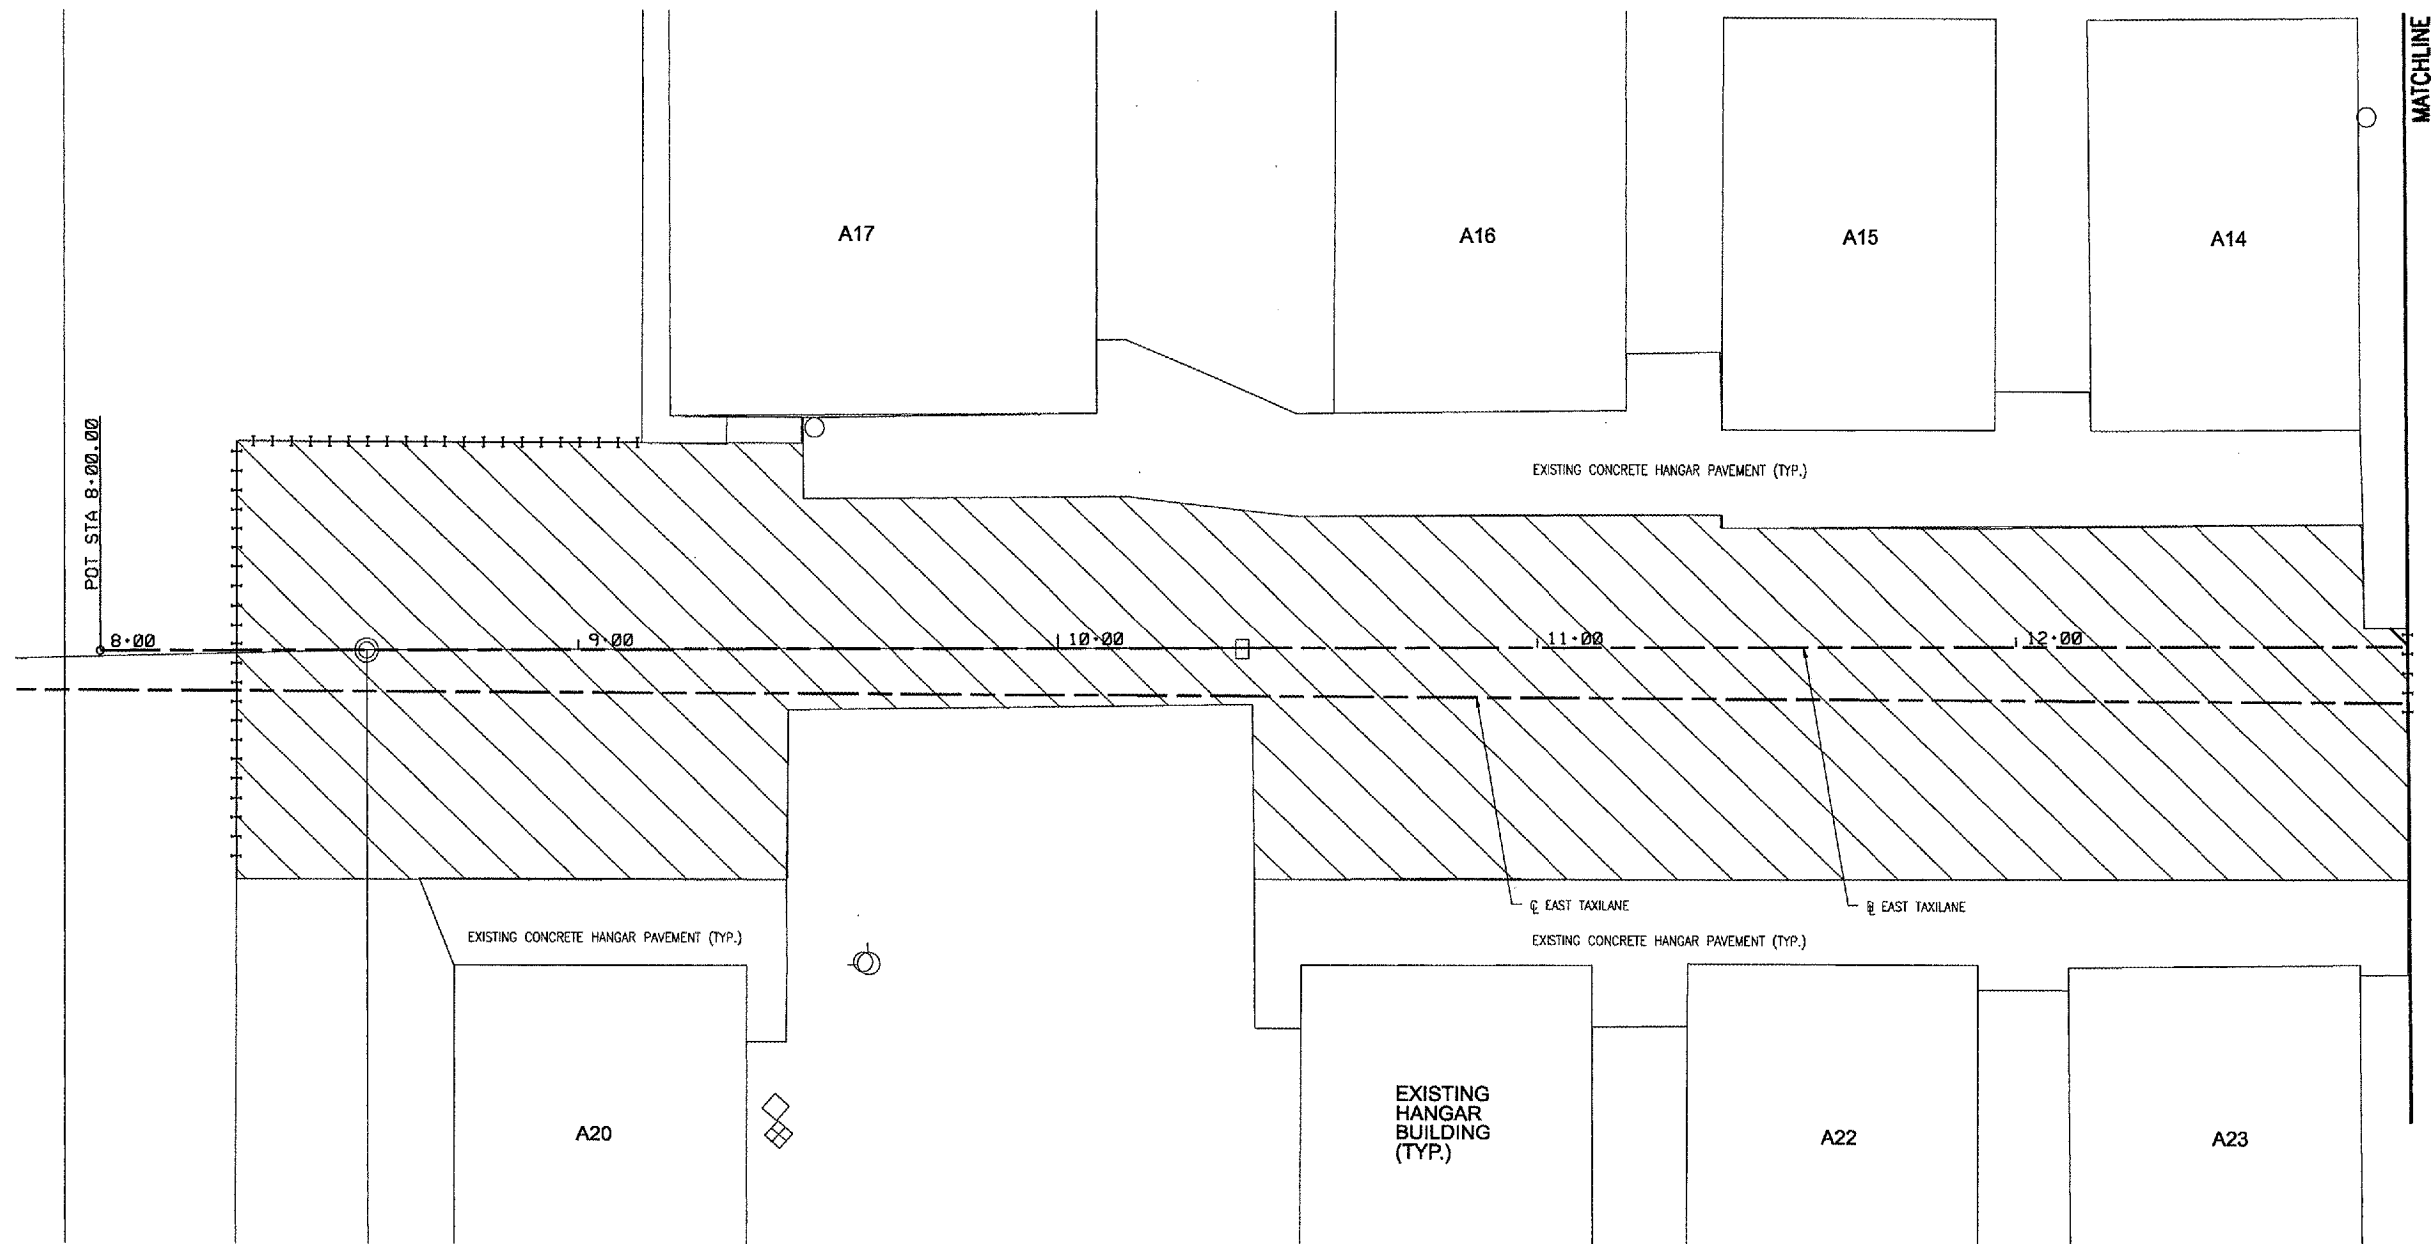 MATCHLINE
A17
A16
A15
A14
POT STA 8+00.00
EXISTING CONCRETE HANGAR PAVEMENT (TYP.)
8+00
9+00
10+00
11+00
12+00
℄ EAST TAXILANE
BL EAST TAXILANE
EXISTING CONCRETE HANGAR PAVEMENT (TYP.)
EXISTING CONCRETE HANGAR PAVEMENT (TYP.)
EXISTING
HANGAR
BUILDING
(TYP.)
A20
A22
A23